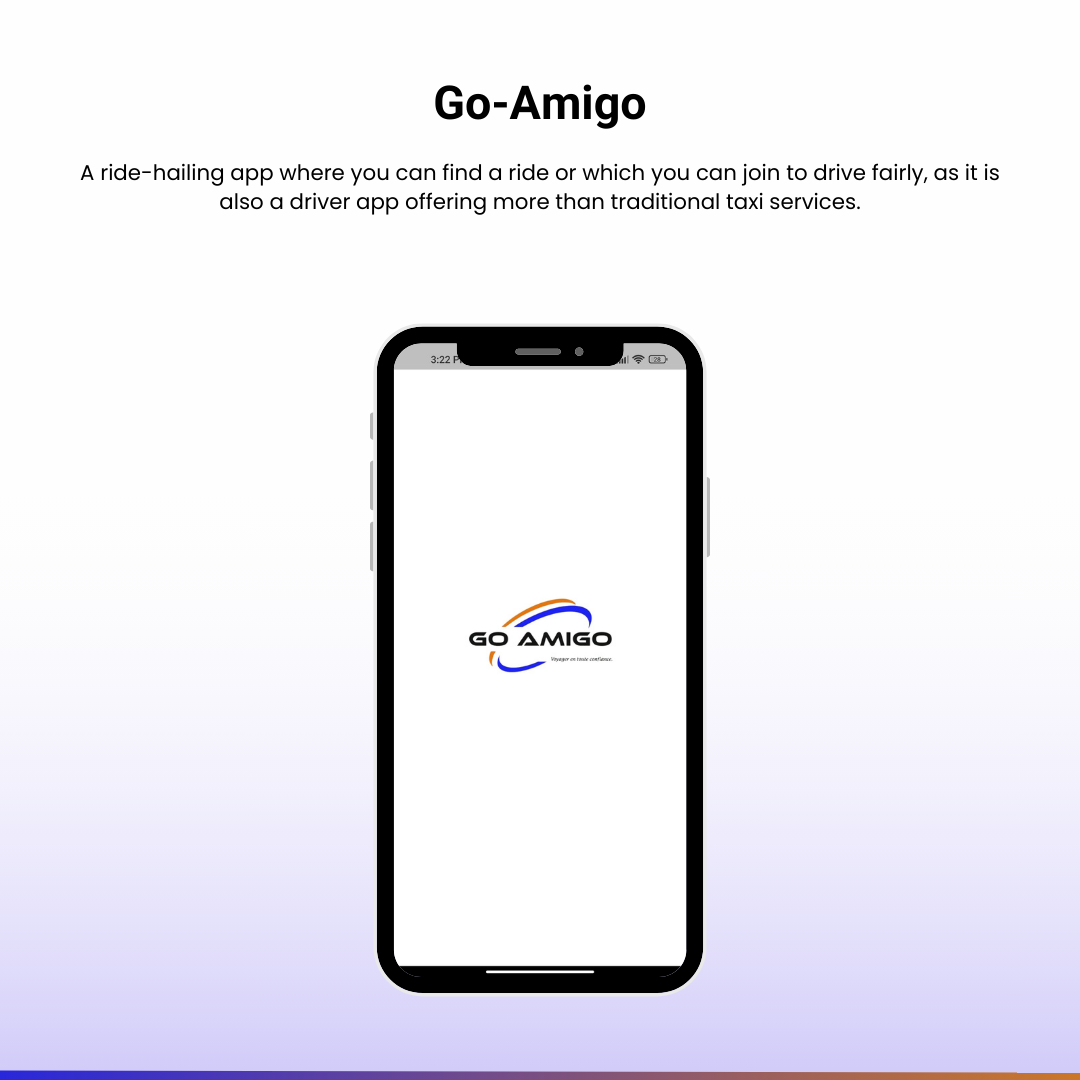 Go-Amigo
A ride-hailing app where you can find a ride or which you can join to drive fairly, as it is
also a driver app offering more than traditional taxi services.
3:22 P
28
GO AMIGO
Voyager en toute confiance.